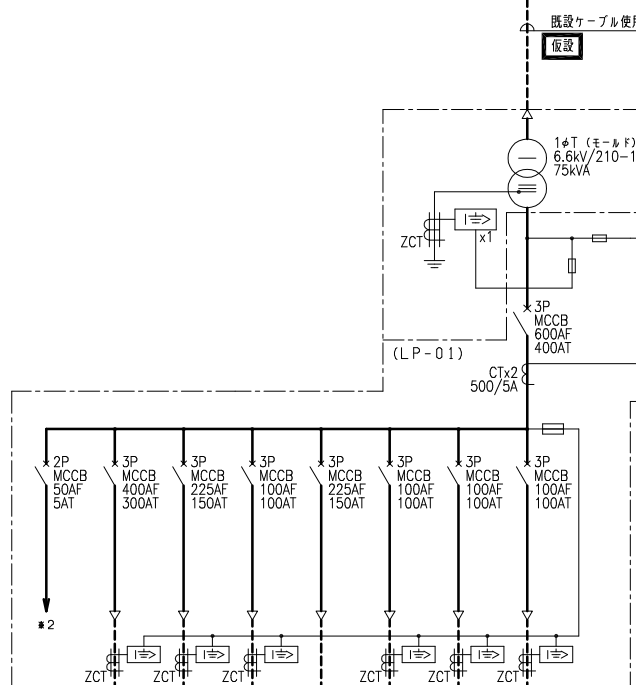 既設ケーブル使用
仮設
1φT (モールド)
6.6kV/210-1
75kVA
ZCT
I≑>
x1
3P
MCCB
600AF
400AT
(LP-01)
CTx2
500/5A
2P
MCCB
50AF
5AT
3P
MCCB
400AF
300AT
3P
MCCB
225AF
150AT
3P
MCCB
100AF
100AT
3P
MCCB
225AF
150AT
3P
MCCB
100AF
100AT
3P
MCCB
100AF
100AT
3P
MCCB
100AF
100AT
※2
ZCT
I≑>
ZCT
I≑>
ZCT
I≑>
ZCT
I≑>
ZCT
I≑>
ZCT
I≑>